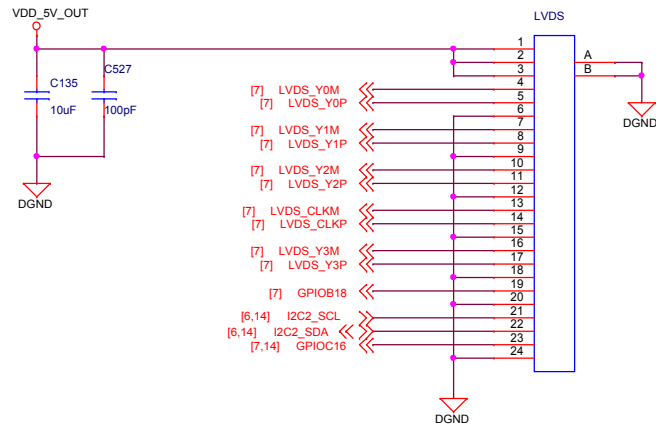 VDD_5V_OUT
LVDS
C135
10uF
C527
100pF
DGND
1
2
3
4
5
6
7
8
9
10
11
12
13
14
15
16
17
18
19
20
21
22
23
24
A
B
DGND
[7] LVDS_Y0M
[7] LVDS_Y0P
[7] LVDS_Y1M
[7] LVDS_Y1P
[7] LVDS_Y2M
[7] LVDS_Y2P
[7] LVDS_CLKM
[7] LVDS_CLKP
[7] LVDS_Y3M
[7] LVDS_Y3P
[7] GPIOB18
[6,14] I2C2_SCL
[6,14] I2C2_SDA
[7,14] GPIOC16
DGND